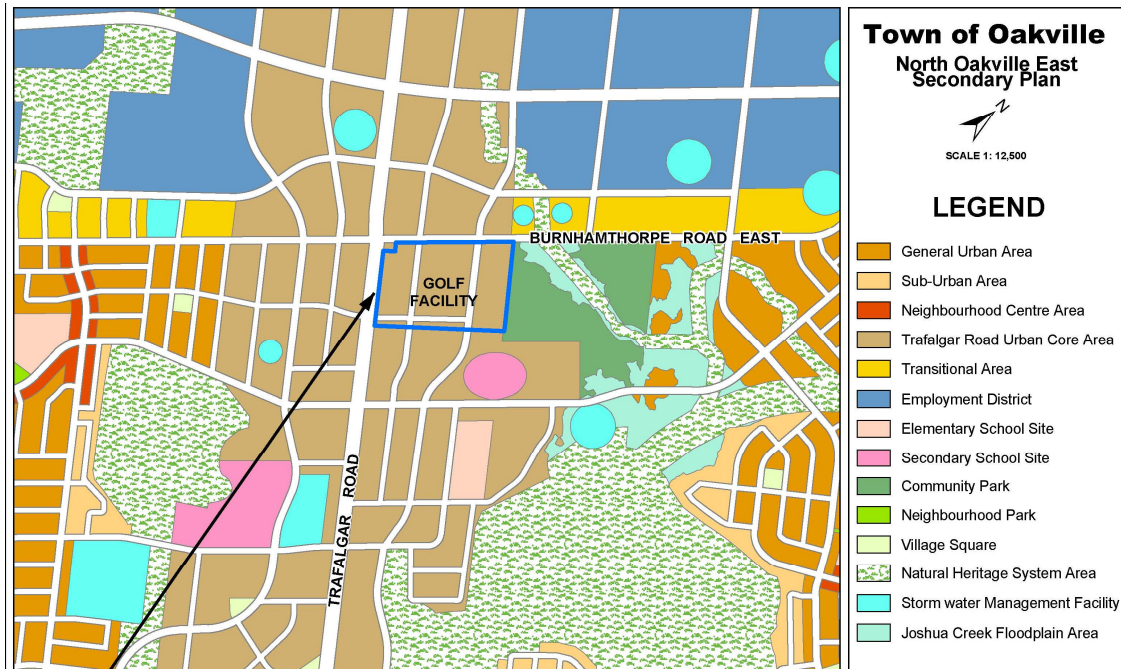 Town of Oakville
North Oakville East
Secondary Plan
N
SCALE 1: 12,500
LEGEND
General Urban Area
Sub-Urban Area
Neighbourhood Centre Area
Trafalgar Road Urban Core Area
Transitional Area
Employment District
Elementary School Site
Secondary School Site
Community Park
Neighbourhood Park
Village Square
Natural Heritage System Area
Storm water Management Facility
Joshua Creek Floodplain Area
BURNHAMTHORPE ROAD EAST
GOLF
FACILITY
TRAFALGAR ROAD